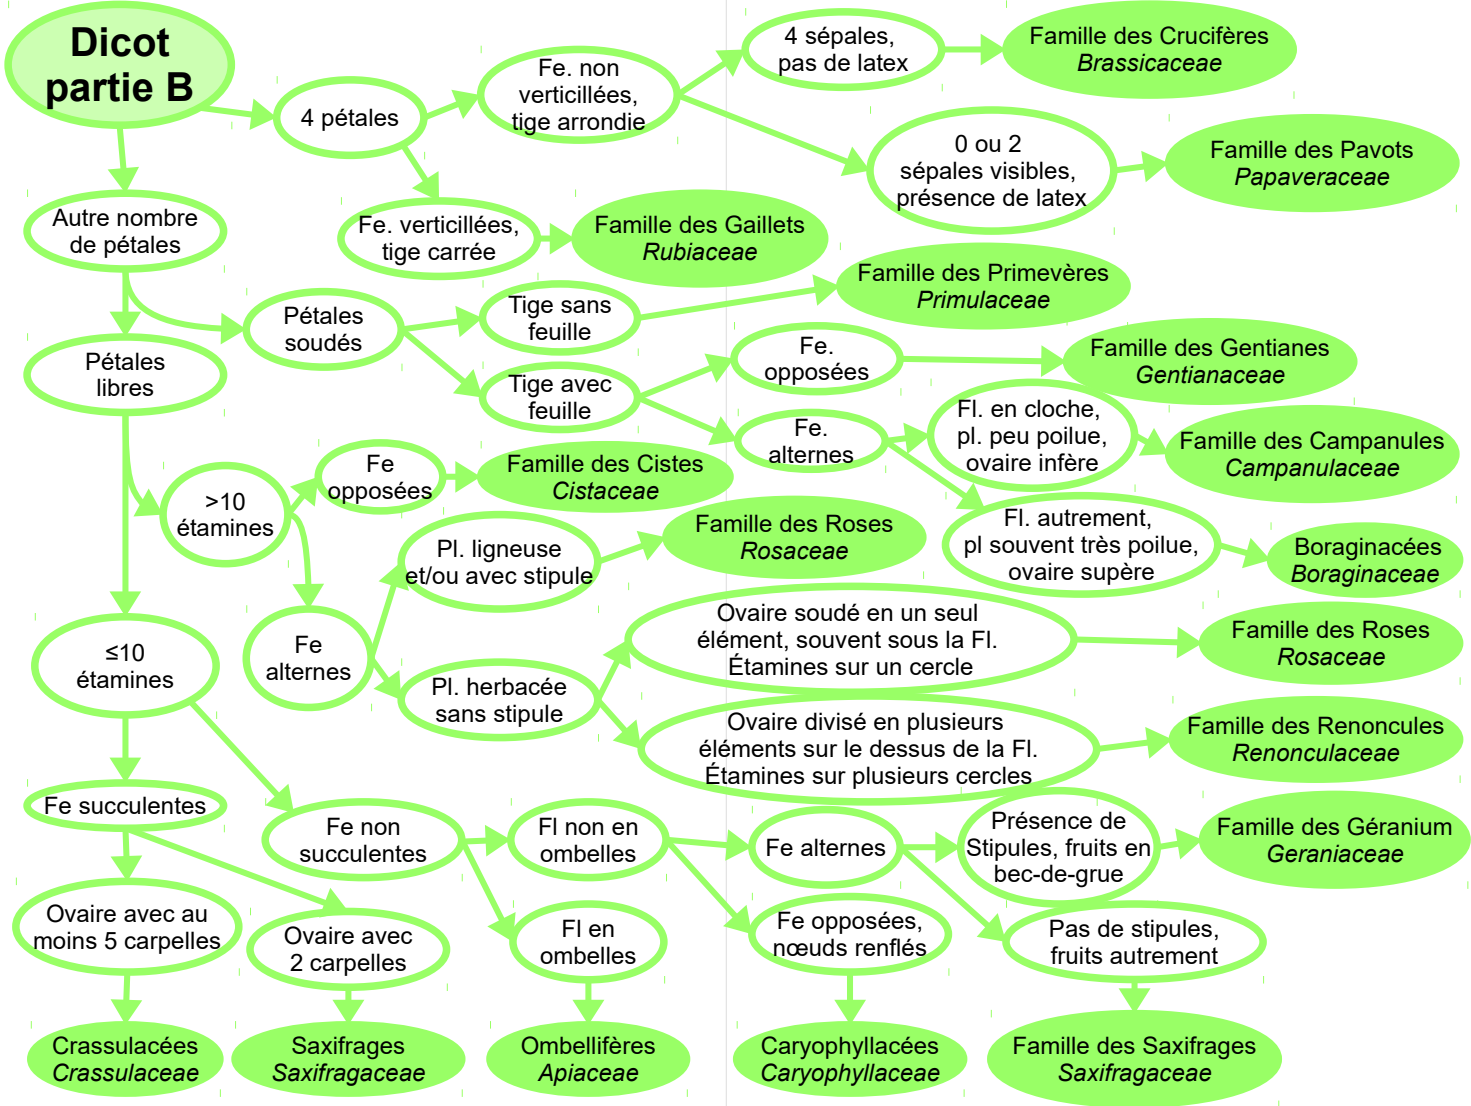 Dicot
partie B
4 pétales
Fe. non
verticillées,
tige arrondie
4 sépales,
pas de latex
Famille des Crucifères
Brassicaceae
0 ou 2
sépales visibles,
présence de latex
Famille des Pavots
Papaveraceae
Autre nombre
de pétales
Fe. verticillées,
tige carrée
Famille des Gaillets
Rubiaceae
Pétales
soudés
Tige sans
feuille
Famille des Primevères
Primulaceae
Pétales
libres
Tige avec
feuille
Fe.
opposées
Famille des Gentianes
Gentianaceae
Fe.
alternes
Fl. en cloche,
pl. peu poilue,
ovaire infère
Famille des Campanules
Campanulaceae
Fl. autrement,
pl souvent très poilue,
ovaire supère
Boraginacées
Boraginaceae
>10
étamines
Fe
opposées
Famille des Cistes
Cistaceae
Fe
alternes
Pl. ligneuse
et/ou avec stipule
Famille des Roses
Rosaceae
Pl. herbacée
sans stipule
Ovaire soudé en un seul
élément, souvent sous la Fl.
Étamines sur un cercle
Famille des Roses
Rosaceae
Ovaire divisé en plusieurs
éléments sur le dessus de la Fl.
Étamines sur plusieurs cercles
Famille des Renoncules
Renonculaceae
≤10
étamines
Fe succulentes
Fe non
succulentes
Fl non en
ombelles
Fe alternes
Présence de
Stipules, fruits en
bec-de-grue
Famille des Géranium
Geraniaceae
Ovaire avec au
moins 5 carpelles
Ovaire avec
2 carpelles
Fl en
ombelles
Fe opposées,
nœuds renflés
Pas de stipules,
fruits autrement
Crassulacées
Crassulaceae
Saxifrages
Saxifragaceae
Ombellifères
Apiaceae
Caryophyllacées
Caryophyllaceae
Famille des Saxifrages
Saxifragaceae